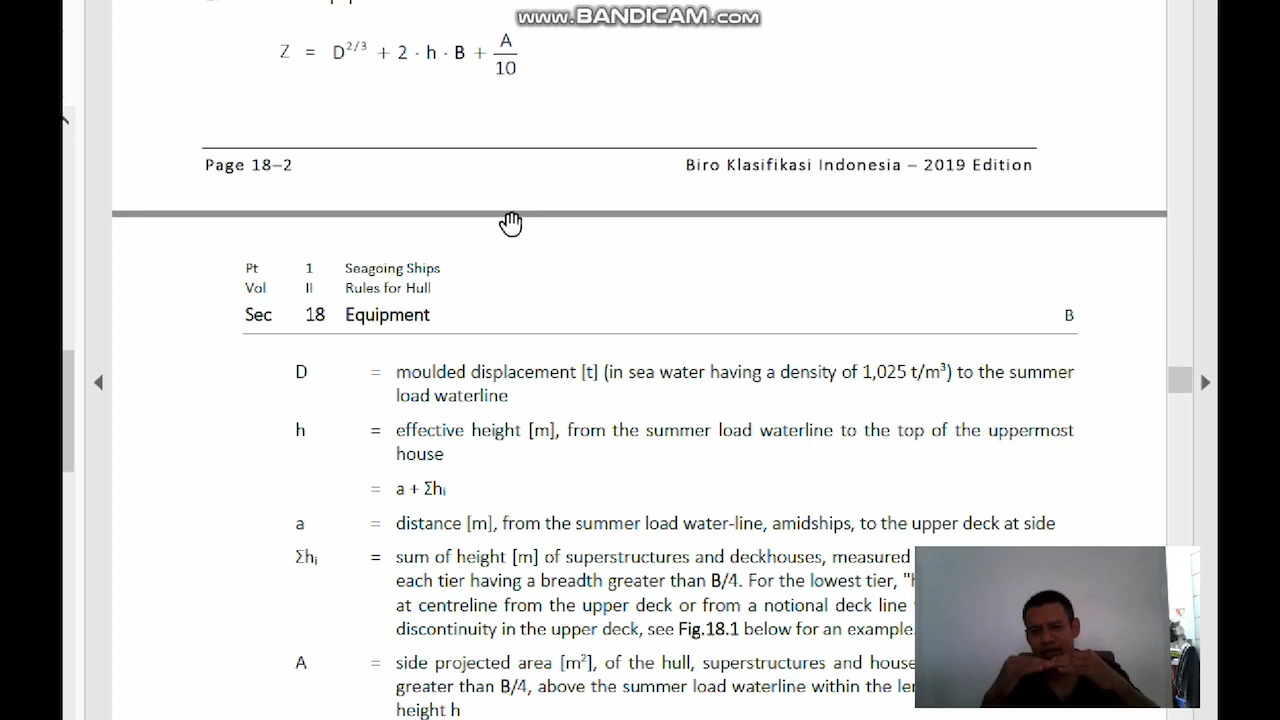 www.BANDICAM.com
Z = D^2/3 + 2 · h · B + A/10
Page 18–2 Biro Klasifikasi Indonesia – 2019 Edition
Pt 1 Seagoing Ships
Vol II Rules for Hull
Sec 18 Equipment B
D = moulded displacement [t] (in sea water having a density of 1,025 t/m³) to the summer
load waterline
h = effective height [m], from the summer load waterline to the top of the uppermost
house
= a + Σhᵢ
a = distance [m], from the summer load water-line, amidships, to the upper deck at side
Σhᵢ = sum of height [m] of superstructures and deckhouses, measured
each tier having a breadth greater than B/4. For the lowest tier,
at centreline from the upper deck or from a notional deck line
discontinuity in the upper deck, see Fig.18.1 below for an example.
A = side projected area [m²], of the hull, superstructures and house
greater than B/4, above the summer load waterline within the
height h